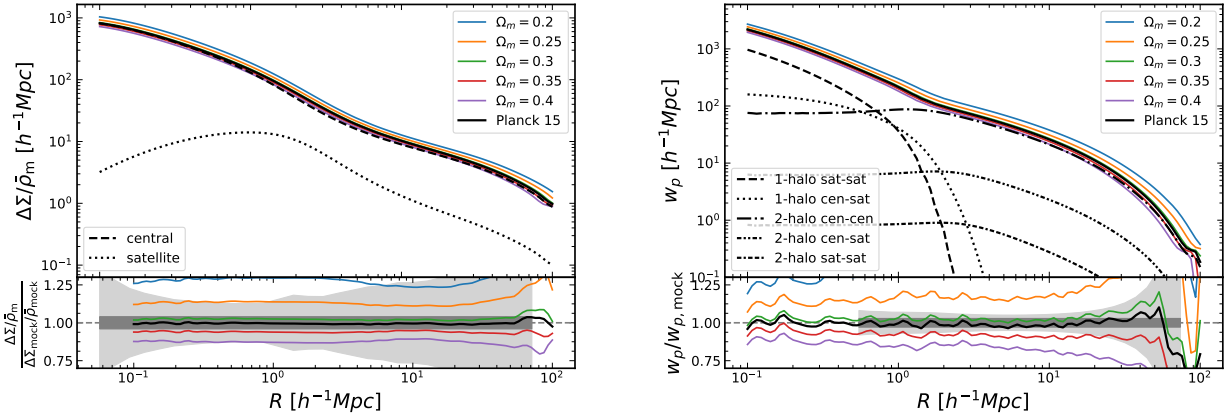 ΔΣ/ρ̄ₘ [h⁻¹Mpc]
10³
10²
10¹
10⁰
10⁻¹
Ωₘ = 0.2
Ωₘ = 0.25
Ωₘ = 0.3
Ωₘ = 0.35
Ωₘ = 0.4
Planck 15
central
satellite
ΔΣ/ρ̄ₘ
ΔΣmock/ρ̄mock
1.25
1.00
0.75
10⁻¹
10⁰
10¹
10²
R [h⁻¹Mpc]
wₚ [h⁻¹Mpc]
10³
10²
10¹
10⁰
10⁻¹
Ωₘ = 0.2
Ωₘ = 0.25
Ωₘ = 0.3
Ωₘ = 0.35
Ωₘ = 0.4
Planck 15
1-halo sat-sat
1-halo cen-sat
2-halo cen-cen
2-halo cen-sat
2-halo sat-sat
wₚ/wₚ, mock
1.25
1.00
0.75
10⁻¹
10⁰
10¹
10²
R [h⁻¹Mpc]